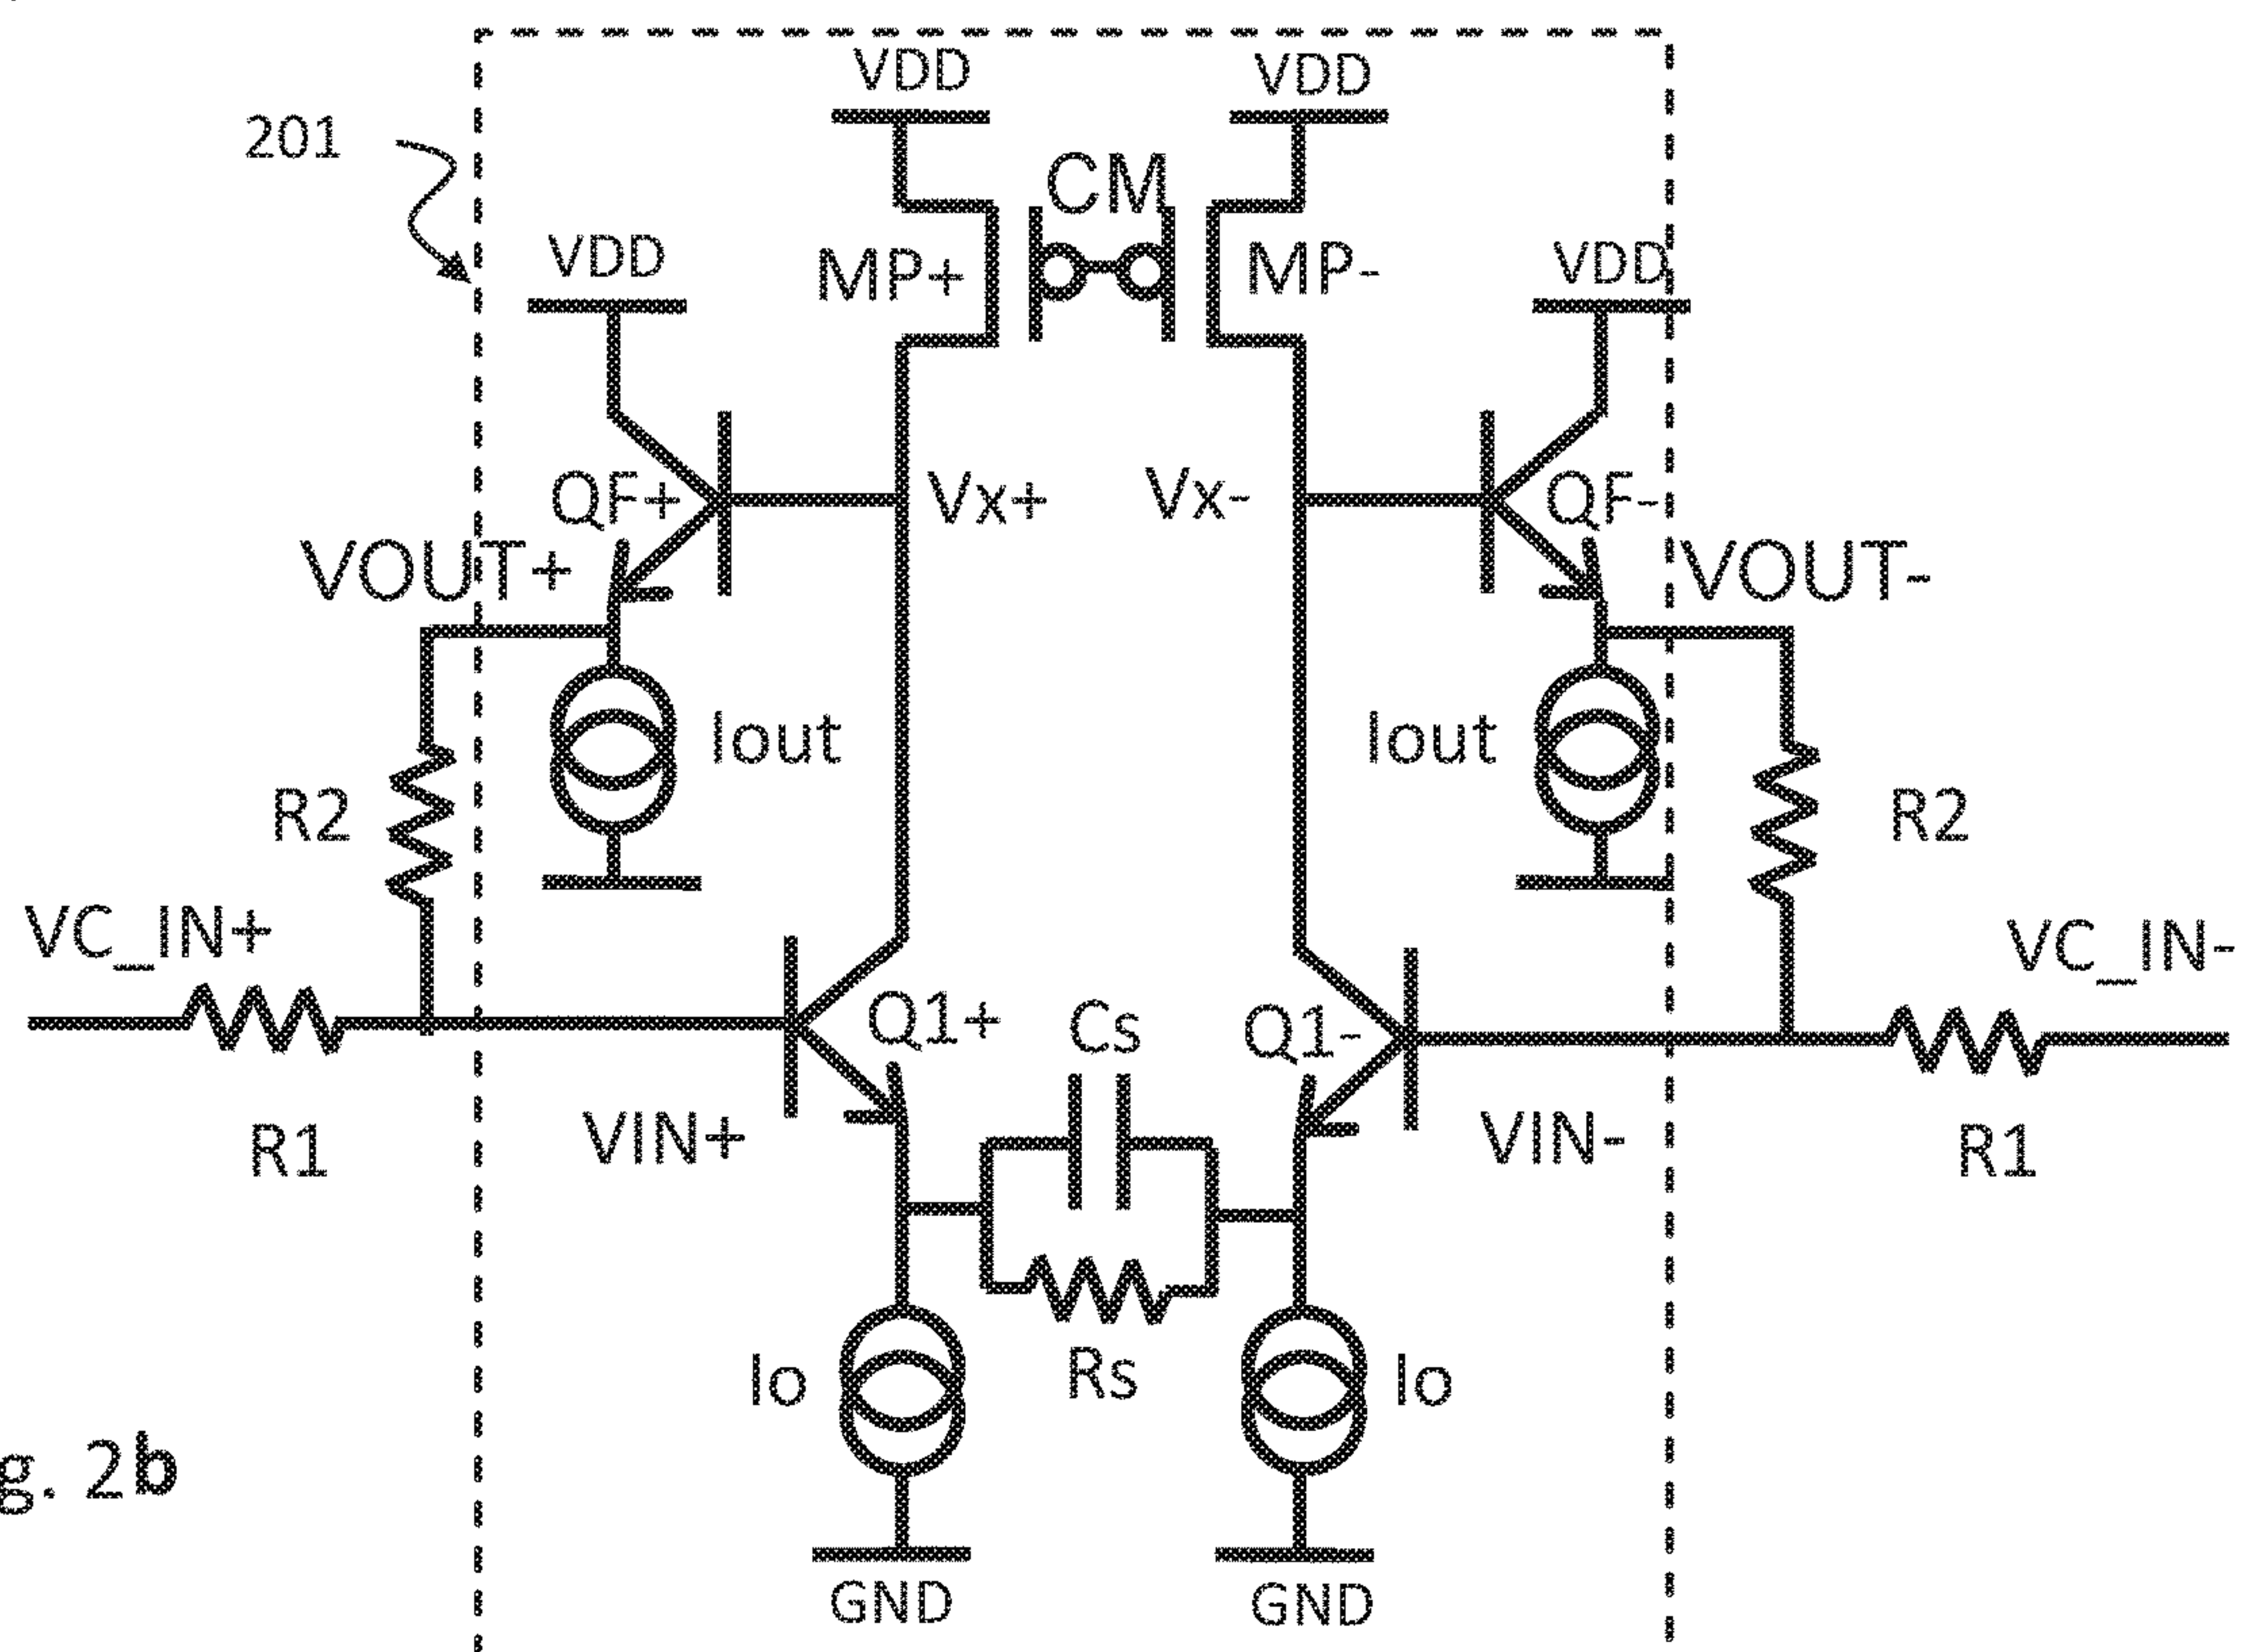 VDD VDD
201
CM
VDD MP+ MP- VDD
QF+ Vx+ Vx- QF-
VOUT+ VOUT-
Iout Iout
R2 R2
VC_IN+ VC_IN-
Q1+ Cs Q1-
R1 VIN+ VIN- R1
Io Rs Io
g. 2b
GND GND